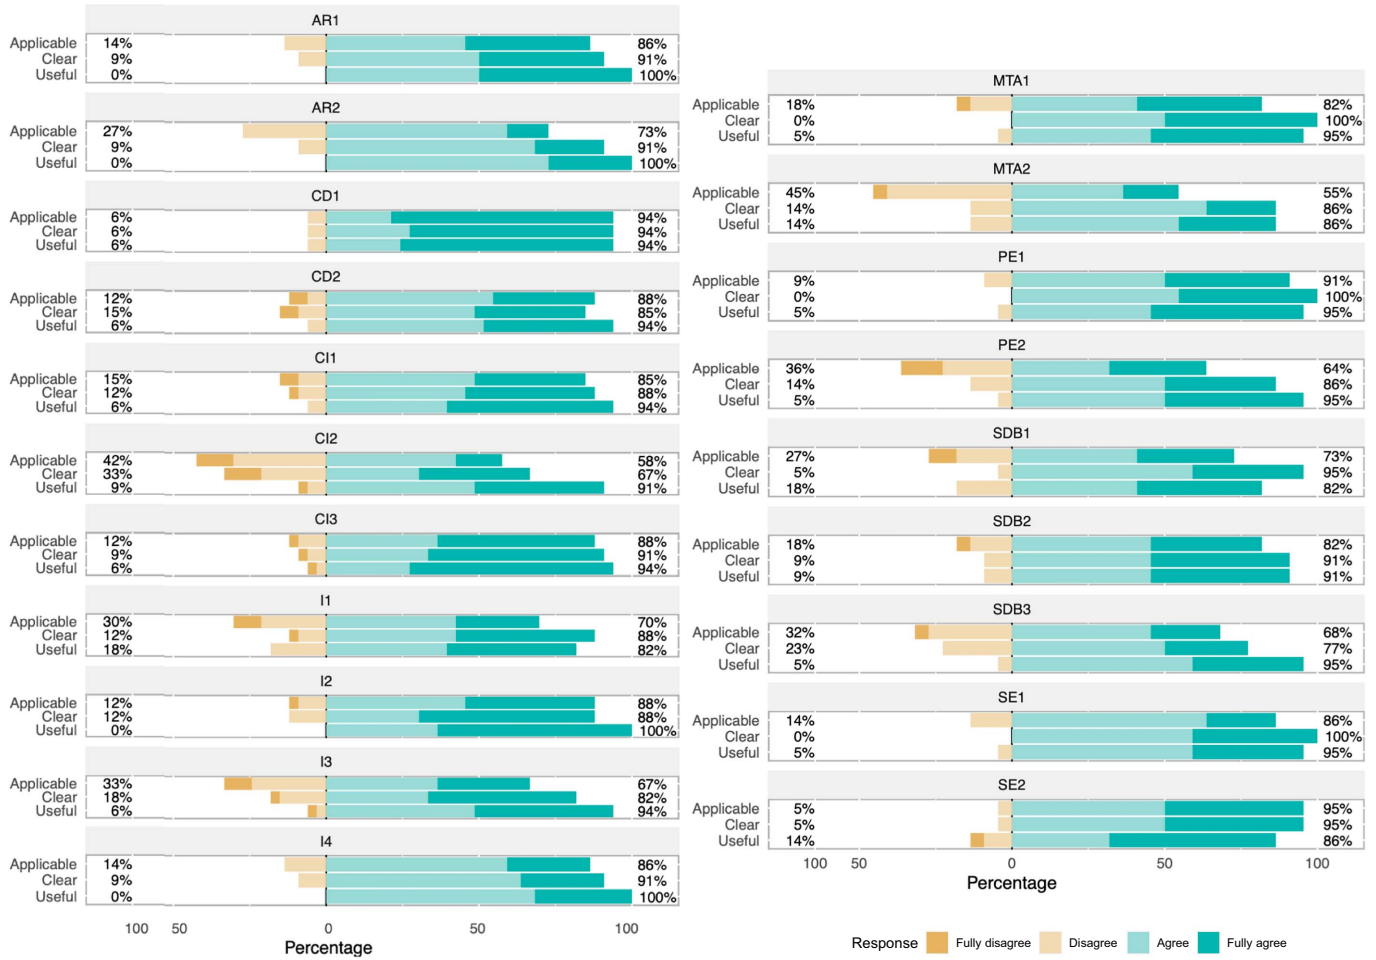 AR1
Applicable 14% 86%
Clear 9% 91%
Useful 0% 100%
AR2
Applicable 27% 73%
Clear 9% 91%
Useful 0% 100%
CD1
Applicable 6% 94%
Clear 6% 94%
Useful 6% 94%
CD2
Applicable 12% 88%
Clear 15% 85%
Useful 6% 94%
CI1
Applicable 15% 85%
Clear 12% 88%
Useful 6% 94%
CI2
Applicable 42% 58%
Clear 33% 67%
Useful 9% 91%
CI3
Applicable 12% 88%
Clear 9% 91%
Useful 6% 94%
I1
Applicable 30% 70%
Clear 12% 88%
Useful 18% 82%
I2
Applicable 12% 88%
Clear 12% 88%
Useful 0% 100%
I3
Applicable 33% 67%
Clear 18% 82%
Useful 6% 94%
I4
Applicable 14% 86%
Clear 9% 91%
Useful 0% 100%
100 50 0 50 100
Percentage
MTA1
Applicable 18% 82%
Clear 0% 100%
Useful 5% 95%
MTA2
Applicable 45% 55%
Clear 14% 86%
Useful 14% 86%
PE1
Applicable 9% 91%
Clear 0% 100%
Useful 5% 95%
PE2
Applicable 36% 64%
Clear 14% 86%
Useful 5% 95%
SDB1
Applicable 27% 73%
Clear 5% 95%
Useful 18% 82%
SDB2
Applicable 18% 82%
Clear 9% 91%
Useful 9% 91%
SDB3
Applicable 32% 68%
Clear 23% 77%
Useful 5% 95%
SE1
Applicable 14% 86%
Clear 0% 100%
Useful 5% 95%
SE2
Applicable 5% 95%
Clear 5% 95%
Useful 14% 86%
100 50 0 50 100
Percentage
Response Fully disagree Disagree Agree Fully agree